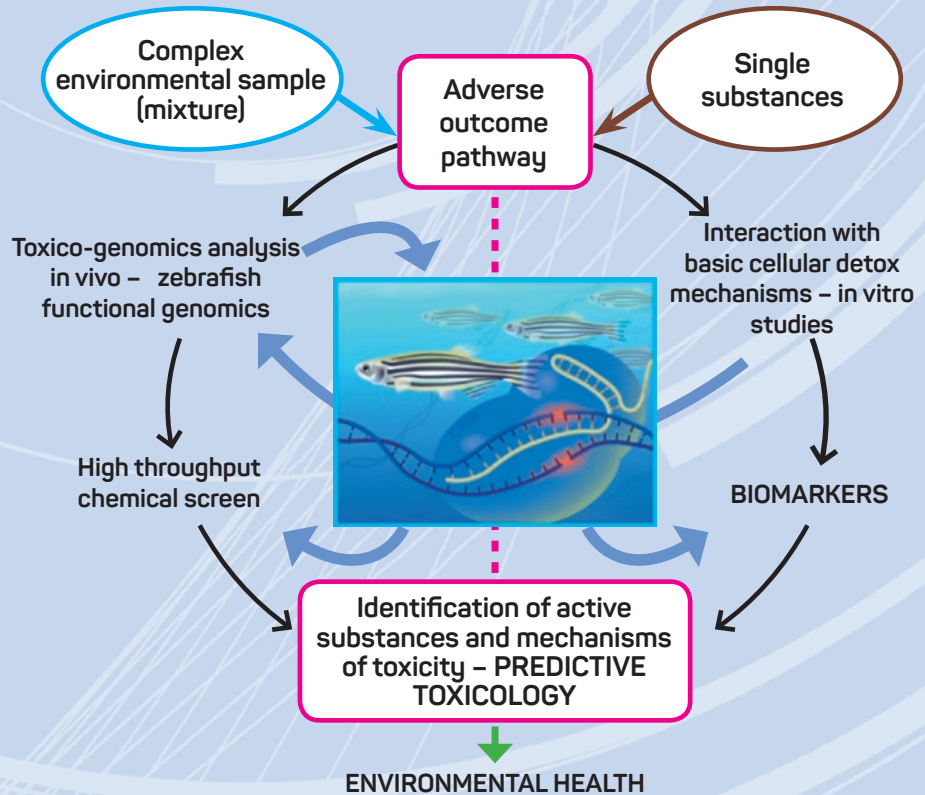 Complex
environmental sample
(mixture)
Adverse
outcome
pathway
Single
substances
Toxico-genomics analysis
in vivo – zebrafish
functional genomics
Interaction with
basic cellular detox
mechanisms – in vitro
studies
High throughput
chemical screen
BIOMARKERS
Identification of active
substances and mechanisms
of toxicity – PREDICTIVE
TOXICOLOGY
ENVIRONMENTAL HEALTH